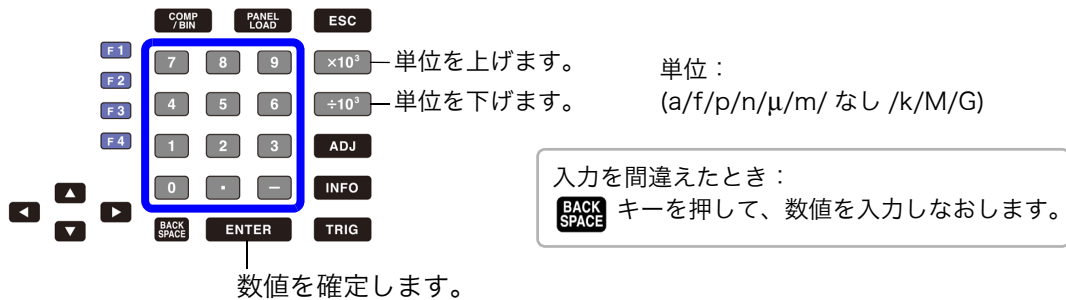 COMP
/BIN
PANEL
LOAD
ESC
F 1
7 8 9 ×10³ 単位を上げます。
単位：
F 2
4 5 6 ÷10³ 単位を下げます。
(a/f/p/n/μ/m/ なし /k/M/G)
F 3
F 4
1 2 3 ADJ
0 · − INFO
入力を間違えたとき：
BACK
SPACE
キーを押して、数値を入力しなおします。
BACK
SPACE
ENTER TRIG
数値を確定します。